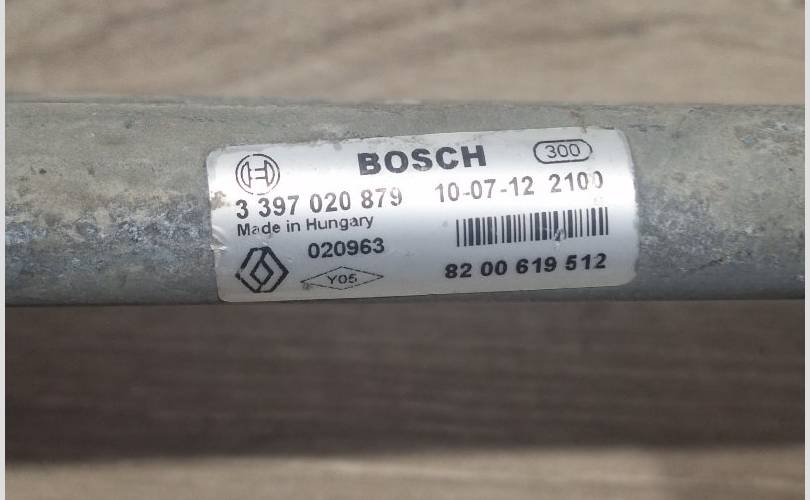 BOSCH 300
3 397 020 879 10-07-12 2100
Made in Hungary
020963
Y05
82 00 619 512